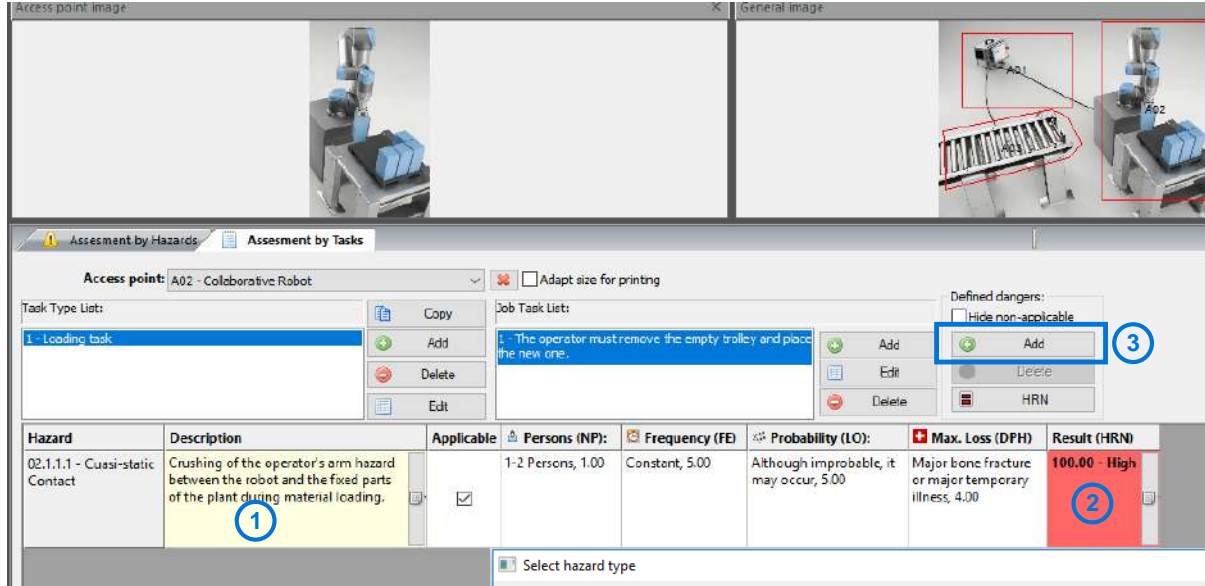 Access point image
General image
A01
A02
A03
Assesment by Hazards
Assesment by Tasks
Access point:
A02 - Collaborative Robot
Adapt size for printing
Task Type List:
Job Task List:
Defined dangers:
Hide non-applicable
1 - Loading task
Copy
Add
Delete
Edit
1 - The operator must remove the empty trolley and place
the new one.
Add
Edit
Delete
Add
3
Delete
HRN
Hazard
Description
Applicable
Persons (NP):
Frequency (FE)
Probability (LO):
Max. Loss (DPH)
Result (HRN)
02.1.1.1 - Cuasi-static
Contact
Crushing of the operator's arm hazard
between the robot and the fixed parts
of the plant during material loading.
1
1-2 Persons, 1.00
Constant, 5.00
Although improbable, it
may occur, 5.00
Major bone fracture
or major temporary
illness, 4.00
100.00 - High
2
Select hazard type